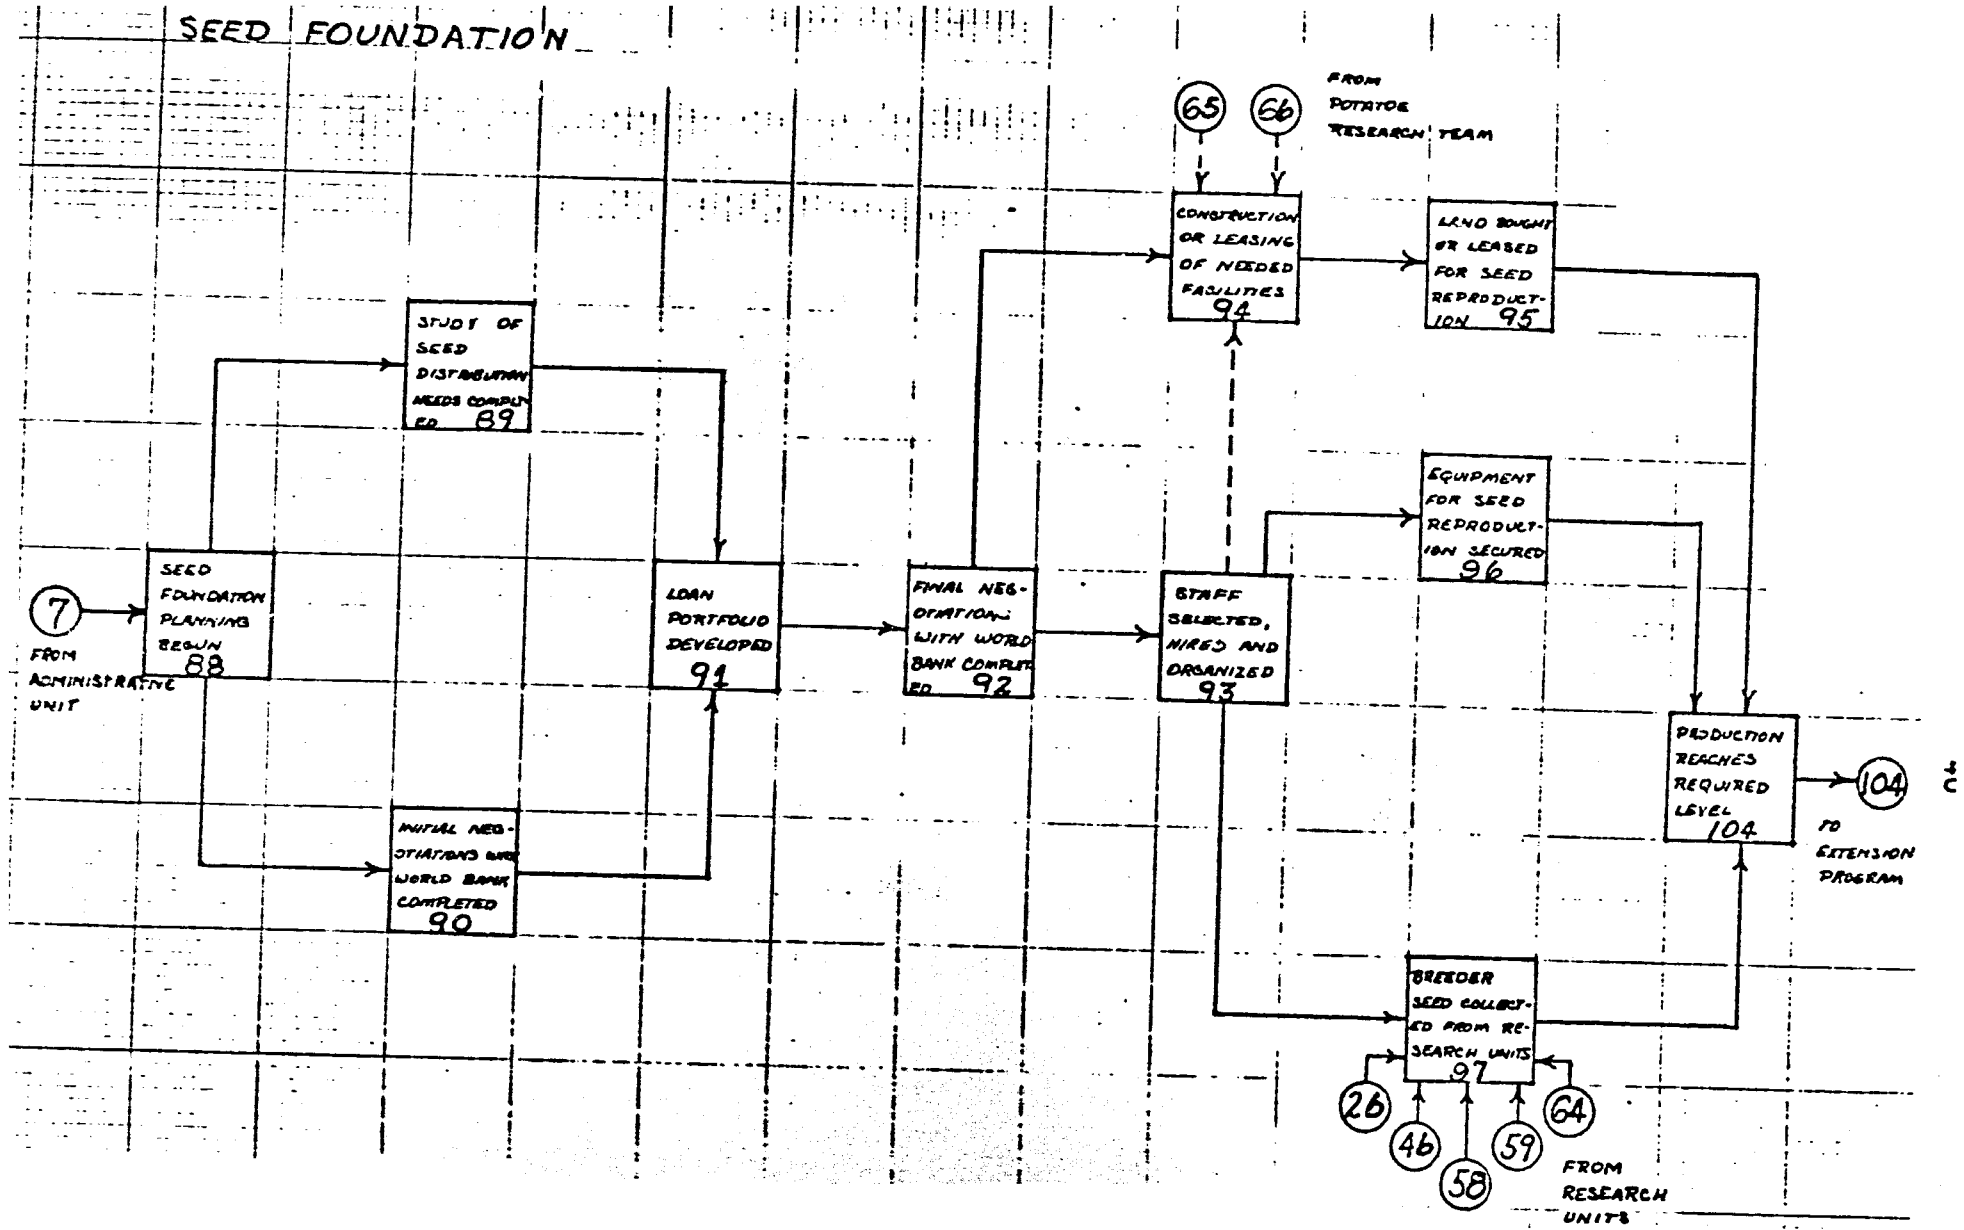 SEED FOUNDATION
65
66
FROM
POTATOE
RESEARCH TEAM
CONSTRUCTION
OR LEASING
OF NEEDED
FACILITIES
94
LAND BOUGHT
OR LEASED
FOR SEED
REPRODUCT-
ION 95
STUDY OF
SEED
DISTRIBUTION
NEEDS COMPLET-
ED 89
EQUIPMENT
FOR SEED
REPRODUCT-
ION SECURED
96
7
FROM
ADMINISTRATIVE
UNIT
SEED
FOUNDATION
PLANNING
BEGUN
88
LOAN
PORTFOLIO
DEVELOPED
91
FINAL NEG-
OTIATIONS
WITH WORLD
BANK COMPLET
ED 92
STAFF
SELECTED,
HIRED AND
ORGANIZED
93
PRODUCTION
REACHES
REQUIRED
LEVEL
104
104
TO
EXTENSION
PROGRAM
INITIAL NEG-
OTIATIONS WITH
WORLD BANK
COMPLETED
90
BREEDER
SEED COLLECT-
ED FROM RE-
SEARCH UNITS
97
26
46
58
59
64
FROM
RESEARCH
UNITS